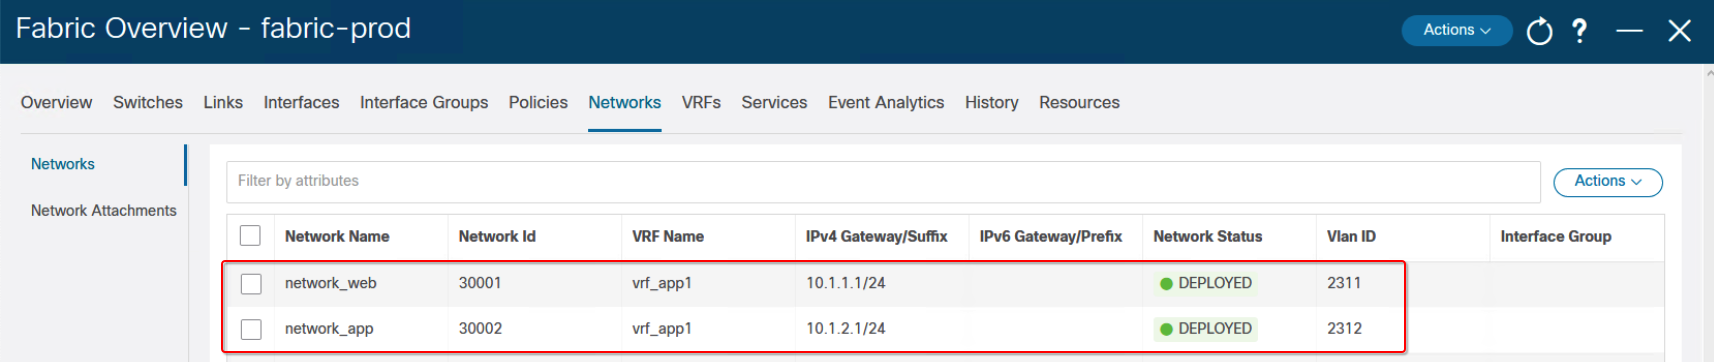 Fabric Overview - fabric-prod
Actions
?
Overview Switches Links Interfaces Interface Groups Policies Networks VRFs Services Event Analytics History Resources
Networks
Network Attachments
Filter by attributes
Actions
Network Name Network Id VRF Name IPv4 Gateway/Suffix IPv6 Gateway/Prefix Network Status Vlan ID Interface Group
network_web 30001 vrf_app1 10.1.1.1/24 DEPLOYED 2311
network_app 30002 vrf_app1 10.1.2.1/24 DEPLOYED 2312